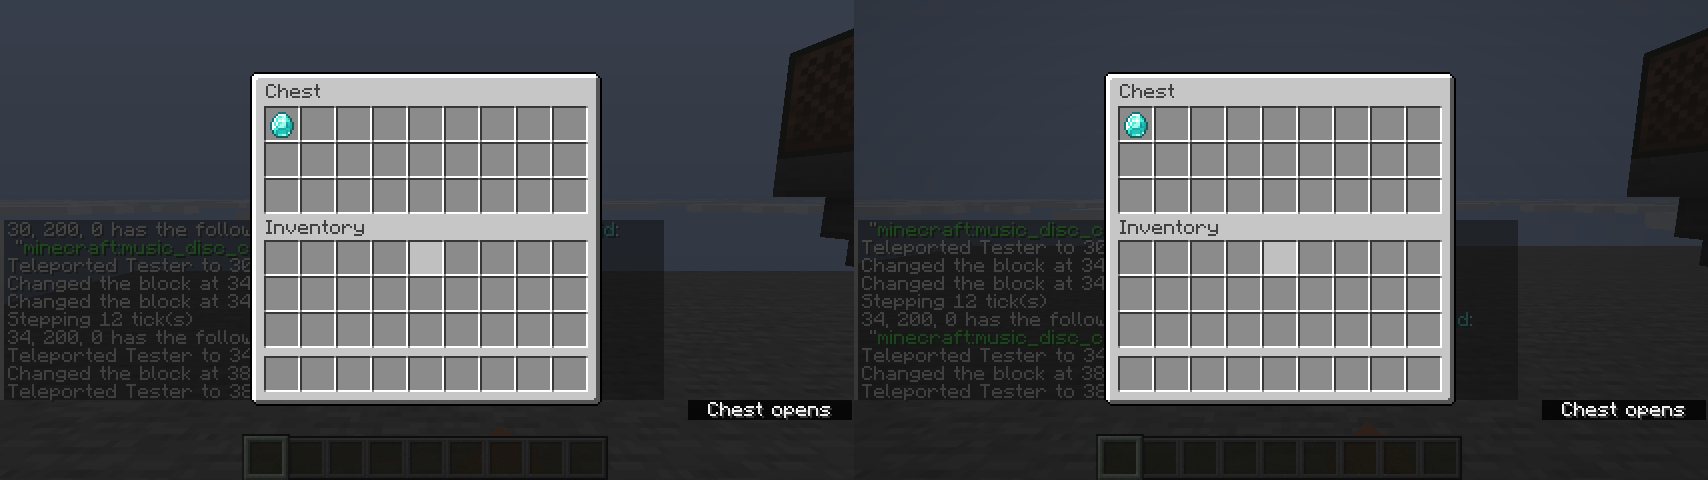 Chest
Inventory
30, 200, 0 has the follow
d:
"minecraft:music_disc_c
Teleported Tester to 30
Changed the block at 34
Changed the block at 34
Stepping 12 tick(s)
34, 200, 0 has the follow
Teleported Tester to 34
Changed the block at 38
Teleported Tester to 38
Chest opens
Chest
Inventory
"minecraft:music_disc_c
Teleported Tester to 30
Changed the block at 34
Changed the block at 34
Stepping 12 tick(s)
34, 200, 0 has the follow
d:
"minecraft:music_disc_c
Teleported Tester to 34
Changed the block at 38
Teleported Tester to 38
Chest opens